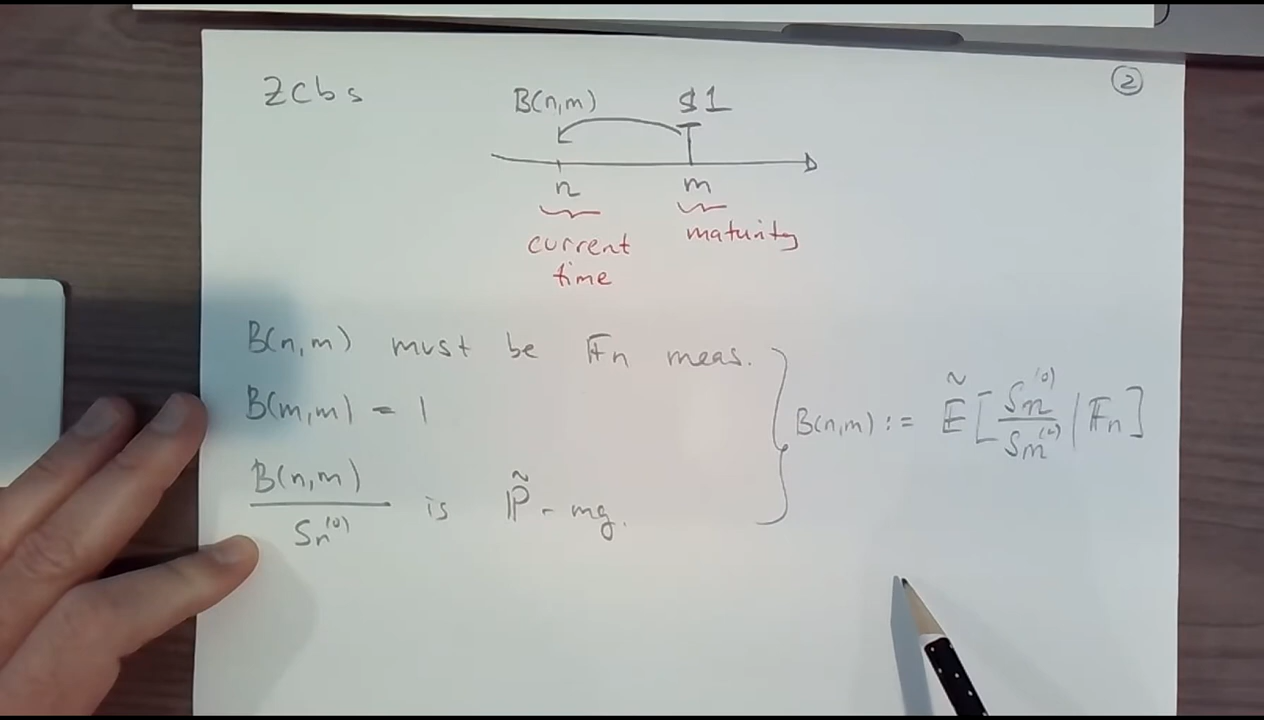 zcbs
②
B(n,m) $1
n m
current time
maturity
B(n,m) must be 𝔽n meas.
B(m,m) = 1
B(n,m) / Sn^(0) is ℙ̃ - mg.
B(n,m) := 𝔼̃ [ Sn^(0) / Sm^(0) | 𝔽n ]